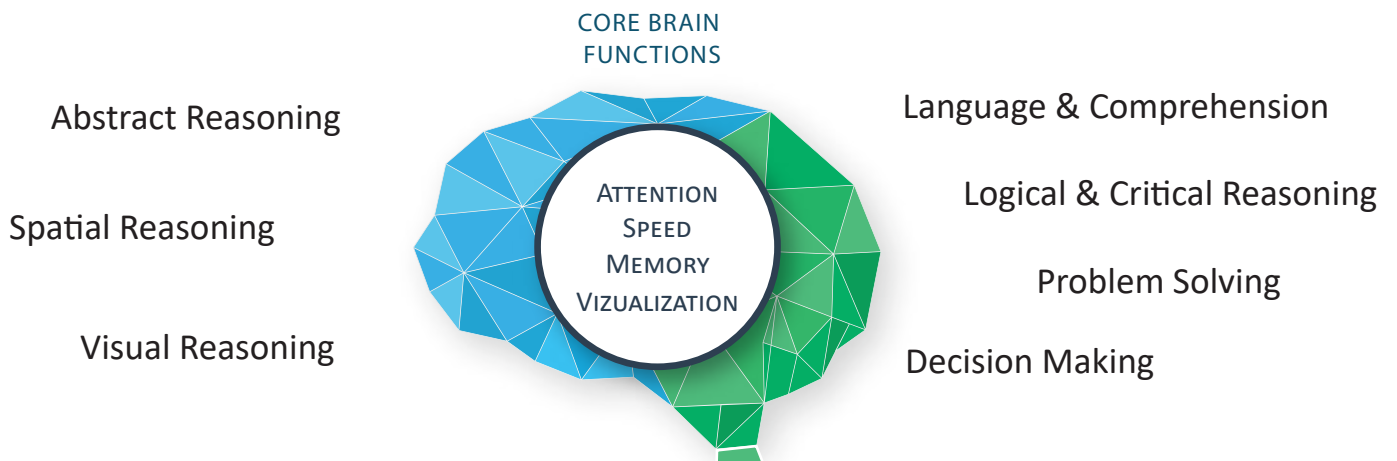 CORE BRAIN
FUNCTIONS
Abstract Reasoning
Spatial Reasoning
Visual Reasoning
ATTENTION
SPEED
MEMORY
VIZUALIZATION
Language & Comprehension
Logical & Critical Reasoning
Problem Solving
Decision Making